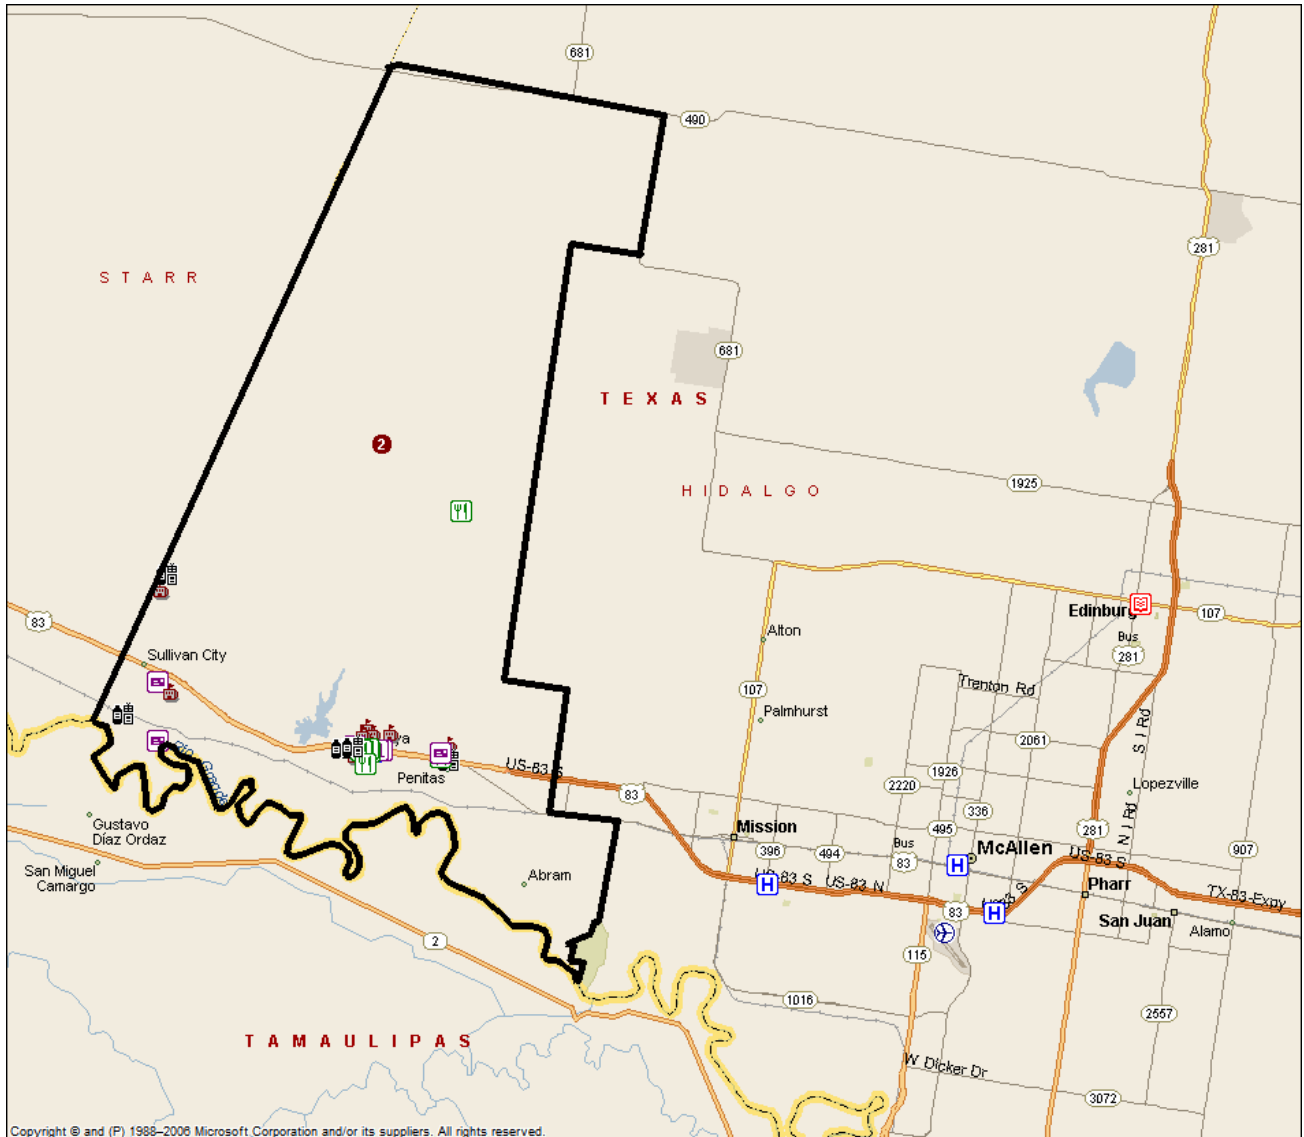 681
490
281
STARR
681
TEXAS
2
HIDALGO
1925
83
Edinburg
107
Bus
281
Alton
Sullivan City
Trenton Rd
107
Palmhurst
S I Rd
2061
Penitas
US-83 S
1926
2220
Lopezville
83
336
Rio Grande
Gustavo
Díaz Ordaz
Mission
495
281
N I Rd
396
494
Bus
83
McAllen
907
US-83 S
San Miguel
Camargo
Abram
US-83 S
US-83 N
Pharr
TX-83-Expy
83
San Juan
Alamo
2
115
1016
2557
TAMAULIPAS
W Dicker Dr
3072
Copyright © and (P) 1988–2006 Microsoft Corporation and/or its suppliers. All rights reserved.